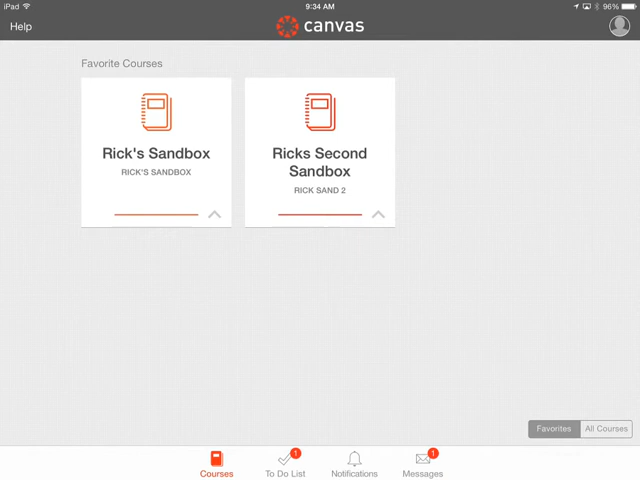 iPad 9:34 AM 96%
Help canvas
Favorite Courses
Rick's Sandbox
RICK'S SANDBOX
Ricks Second
Sandbox
RICK SAND 2
Favorites All Courses
1 1
Courses To Do List Notifications Messages